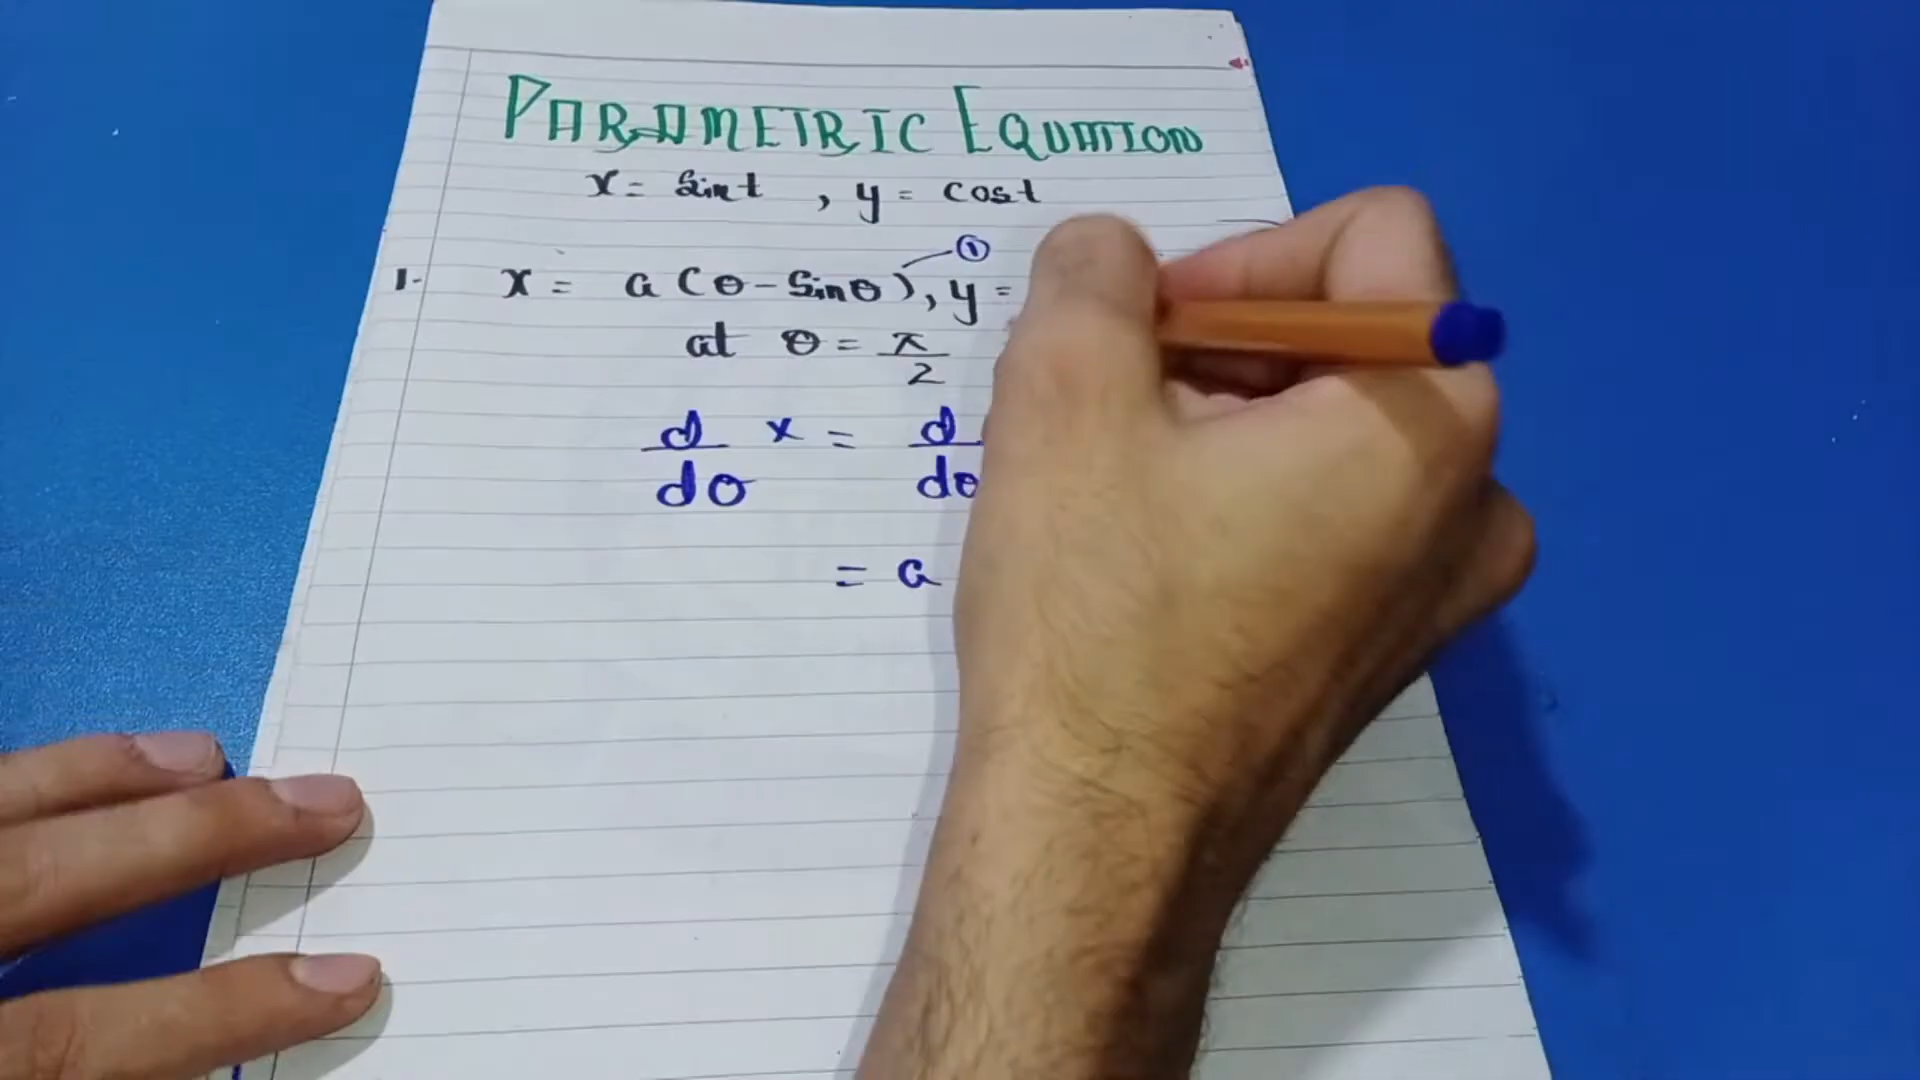 PARAMETRIC EQUATION
x = sint , y = cost
①
1- x = a (θ - sinθ), y =
at θ = π/2
d/dθ x = d/dθ
= a